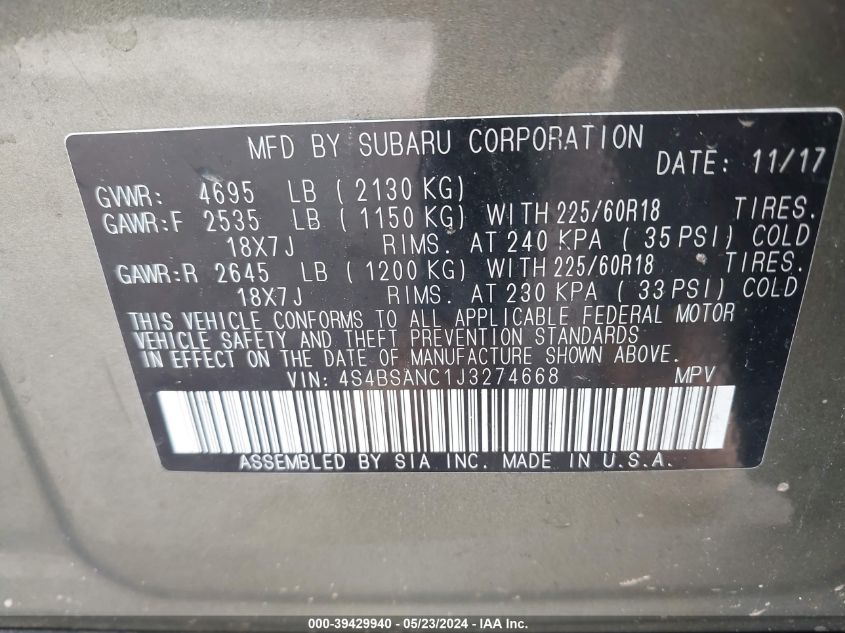 MFD BY SUBARU CORPORATION
DATE: 11/17
GVWR: 4695 LB ( 2130 KG)
GAWR:F 2535 LB ( 1150 KG) WITH 225/60R18 TIRES.
18X7J RIMS. AT 240 KPA ( 35 PSI) COLD
GAWR:R 2645 LB ( 1200 KG) WITH 225/60R18 TIRES.
18X7J RIMS. AT 230 KPA ( 33 PSI) COLD
THIS VEHICLE CONFORMS TO ALL APPLICABLE FEDERAL MOTOR
VEHICLE SAFETY AND THEFT PREVENTION STANDARDS
IN EFFECT ON THE DATE OF MANUFACTURE SHOWN ABOVE.
VIN: 4S4BSANC1J3274668 MPV
ASSEMBLED BY SIA INC. MADE IN U.S.A.
000-39429940 - 05/23/2024 - IAA Inc.